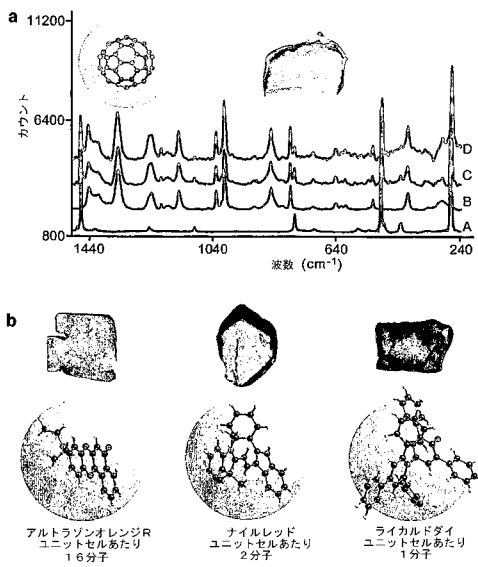 a
11200
6400
800
カウント
D
C
B
A
1440
1040
640
240
波数 (cm⁻¹)
b
アルトラゾンオレンジR
ユニットセルあたり
16分子
ナイルレッド
ユニットセルあたり
2分子
ライカルドダイ
ユニットセルあたり
1分子